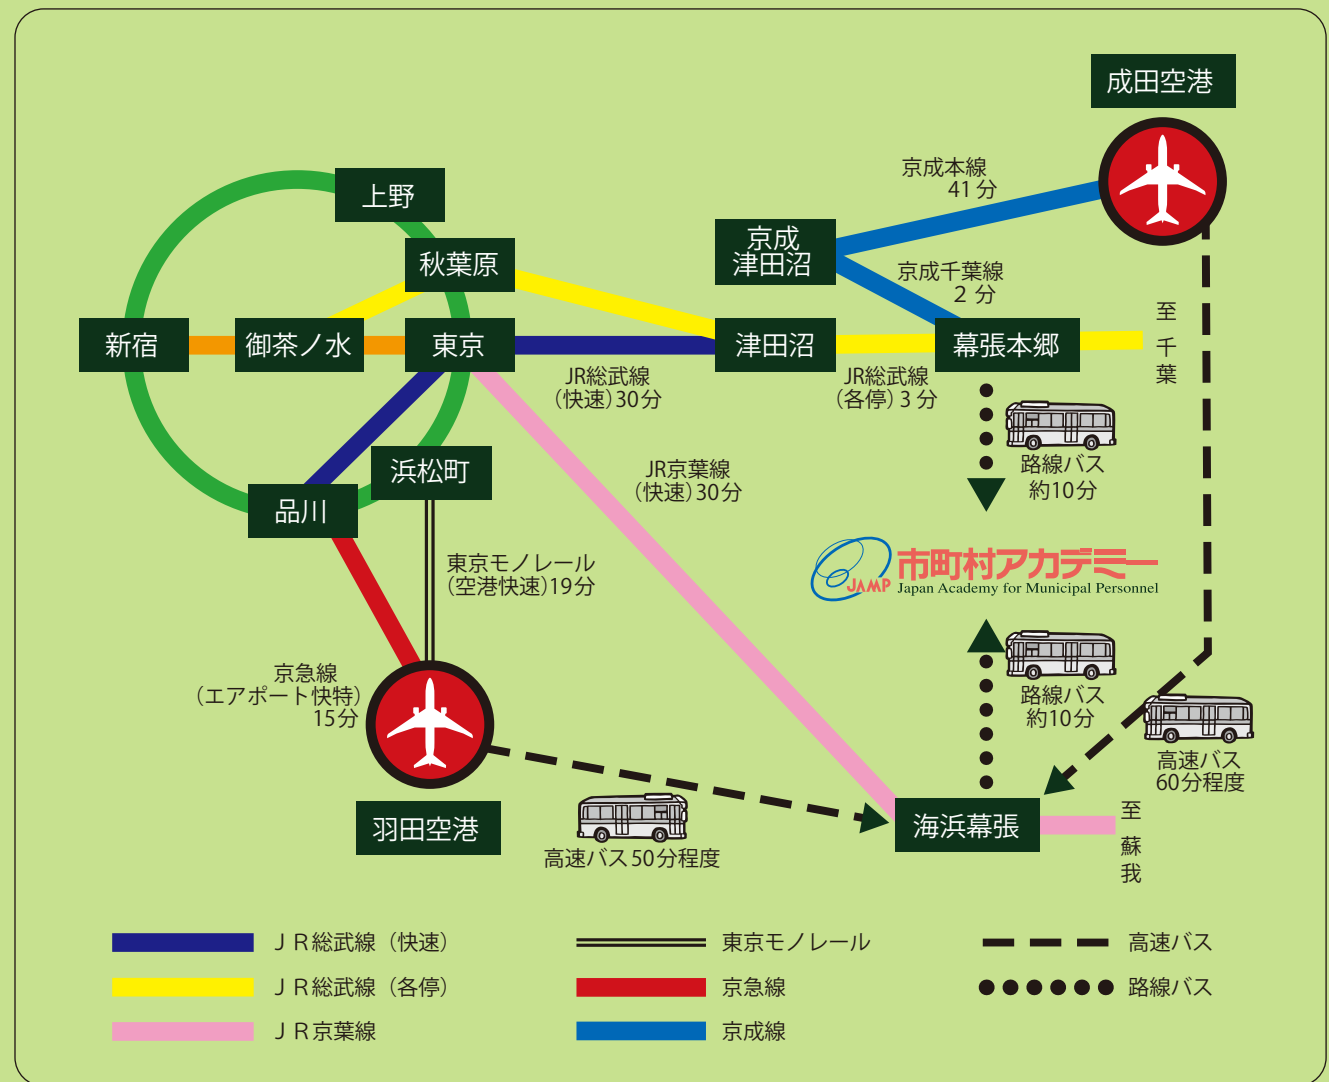 成田空港
京成本線
41分
上野
京成
津田沼
秋葉原
京成千葉線
2 分
新宿
御茶ノ水
東京
津田沼
幕張本郷
至
千
葉
JR総武線
（快速）30分
JR総武線
（各停）3 分
路線バス
約10分
浜松町
品川
JR京葉線
（快速）30分
東京モノレール
（空港快速）19分
JAMP
市町村アカデミー
Japan Academy for Municipal Personnel
京急線
（エアポート快特）
15分
路線バス
約10分
高速バス
60分程度
羽田空港
高速バス50分程度
海浜幕張
至
蘇
我
ＪＲ総武線（快速）
東京モノレール
高速バス
ＪＲ総武線（各停）
京急線
路線バス
ＪＲ京葉線
京成線